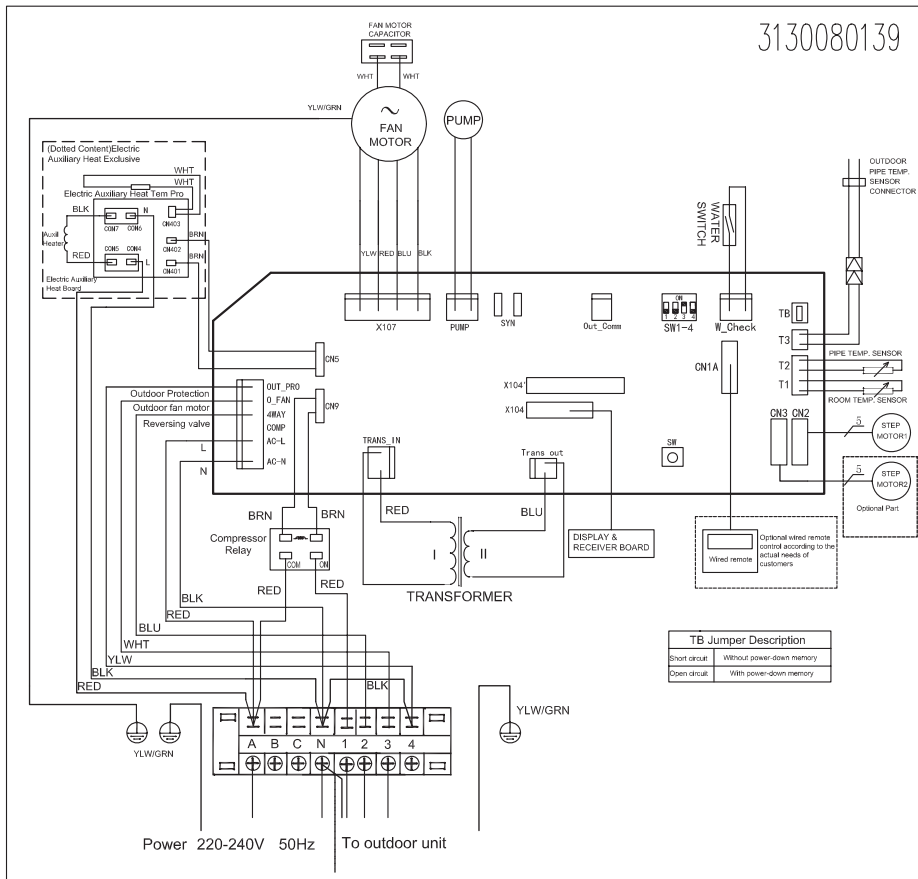 3130080139
FAN MOTOR
CAPACITOR
WHT
WHT
YLW/GRN
FAN
MOTOR
PUMP
(Dotted Content)Electric
Auxiliary Heat Exclusive
WHT
WHT
Electric Auxiliary Heat Tem Pro
BLK
N
CON7
CON6
CN403
Auxil
Heater
BRN
CN402
CON5
CON4
RED
L
BRN
CN401
Electric Auxiliary
Heat Board
OUTDOOR
PIPE TEMP.
SENSOR
CONNECTOR
WATER
SWITCH
YLW
RED
BLU
BLK
X107
PUMP
SYN
Out_Comm
ON
1 2 3 4
SW1-4
W_Check
TB
T3
T2
T1
PIPE TEMP. SENSOR
ROOM TEMP. SENSOR
CN5
CN9
CN1A
X104'
X104
CN3
CN2
5
STEP
MOTOR1
5
STEP
MOTOR2
Optional Part
Outdoor Protection
Outdoor fan motor
Reversing valve
L
N
OUT_PRO
O_FAN
4WAY
COMP
AC-L
AC-N
TRANS_IN
Trans out
SW
RED
BLU
I
II
TRANSFORMER
BRN
BRN
Compressor
Relay
COM
ON
RED
RED
DISPLAY &
RECEIVER BOARD
Wired remote
Optional wired remote
control according to the
actual needs of
customers
BLK
RED
BLU
WHT
YLW
BLK
RED
BLK
TB Jumper Description
Short circuit
Without power-down memory
Open circuit
With power-down memory
YLW/GRN
YLW/GRN
A B C N 1 2 3 4
Power 220-240V 50Hz
To outdoor unit